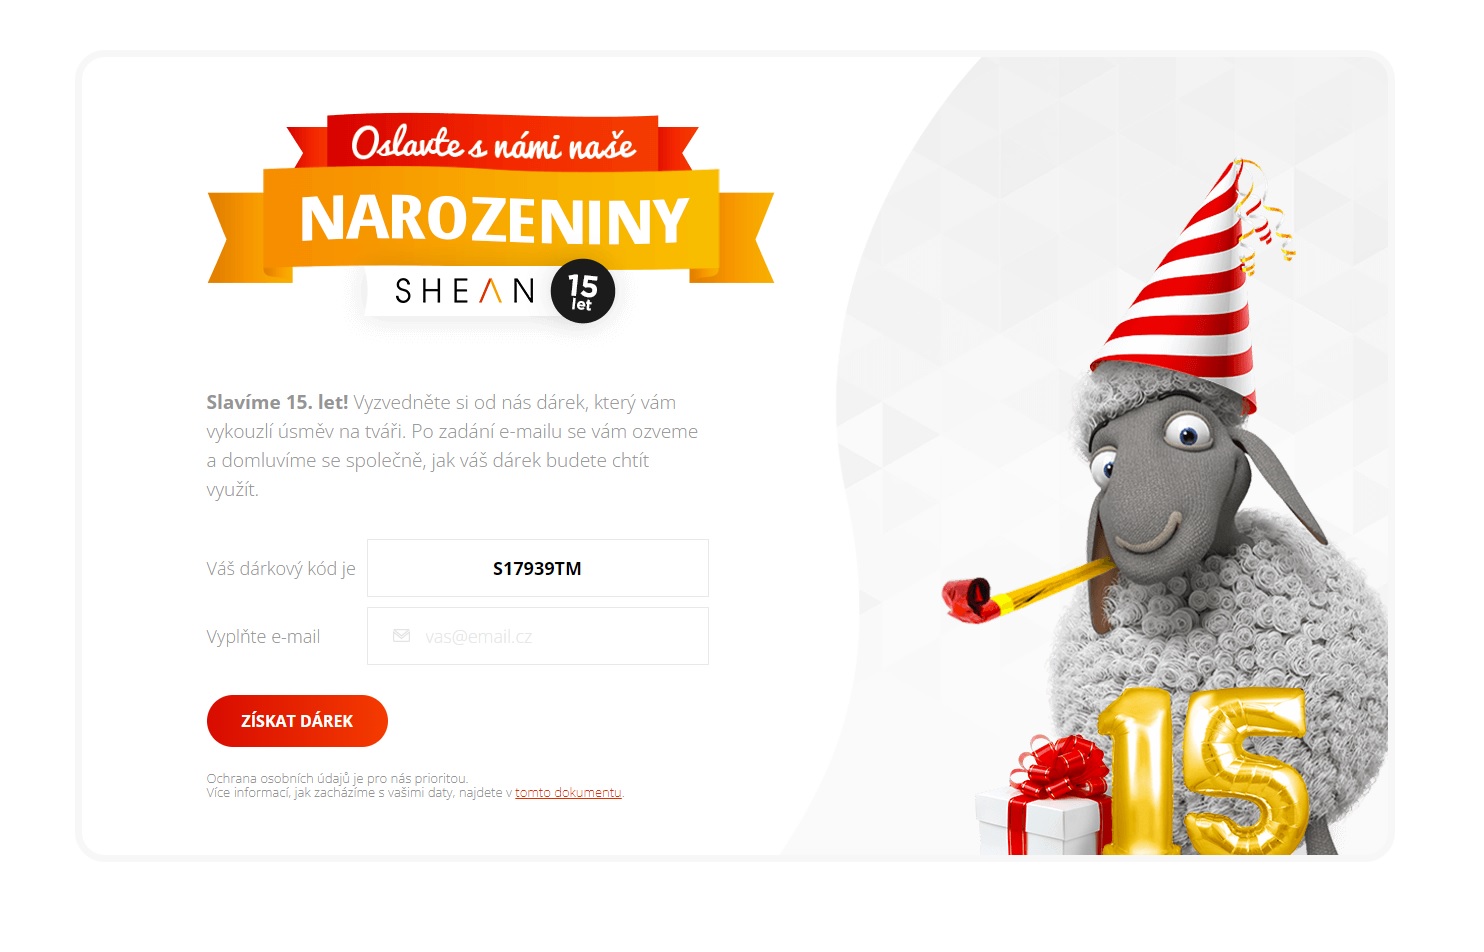 Oslavte s námi naše
NAROZENINY
SHEAN
15
let
Slavíme 15. let! Vyzvedněte si od nás dárek, který vám
vykouzlí úsměv na tváři. Po zadání e-mailu se vám ozveme
a domluvíme se společně, jak váš dárek budete chtít
využít.
Váš dárkový kód je S17939TM
Vyplňte e-mail vas@email.cz
ZÍSKAT DÁREK
Ochrana osobních údajů je pro nás prioritou.
Více informací, jak zacházíme s vašimi daty, najdete v tomto dokumentu.
15